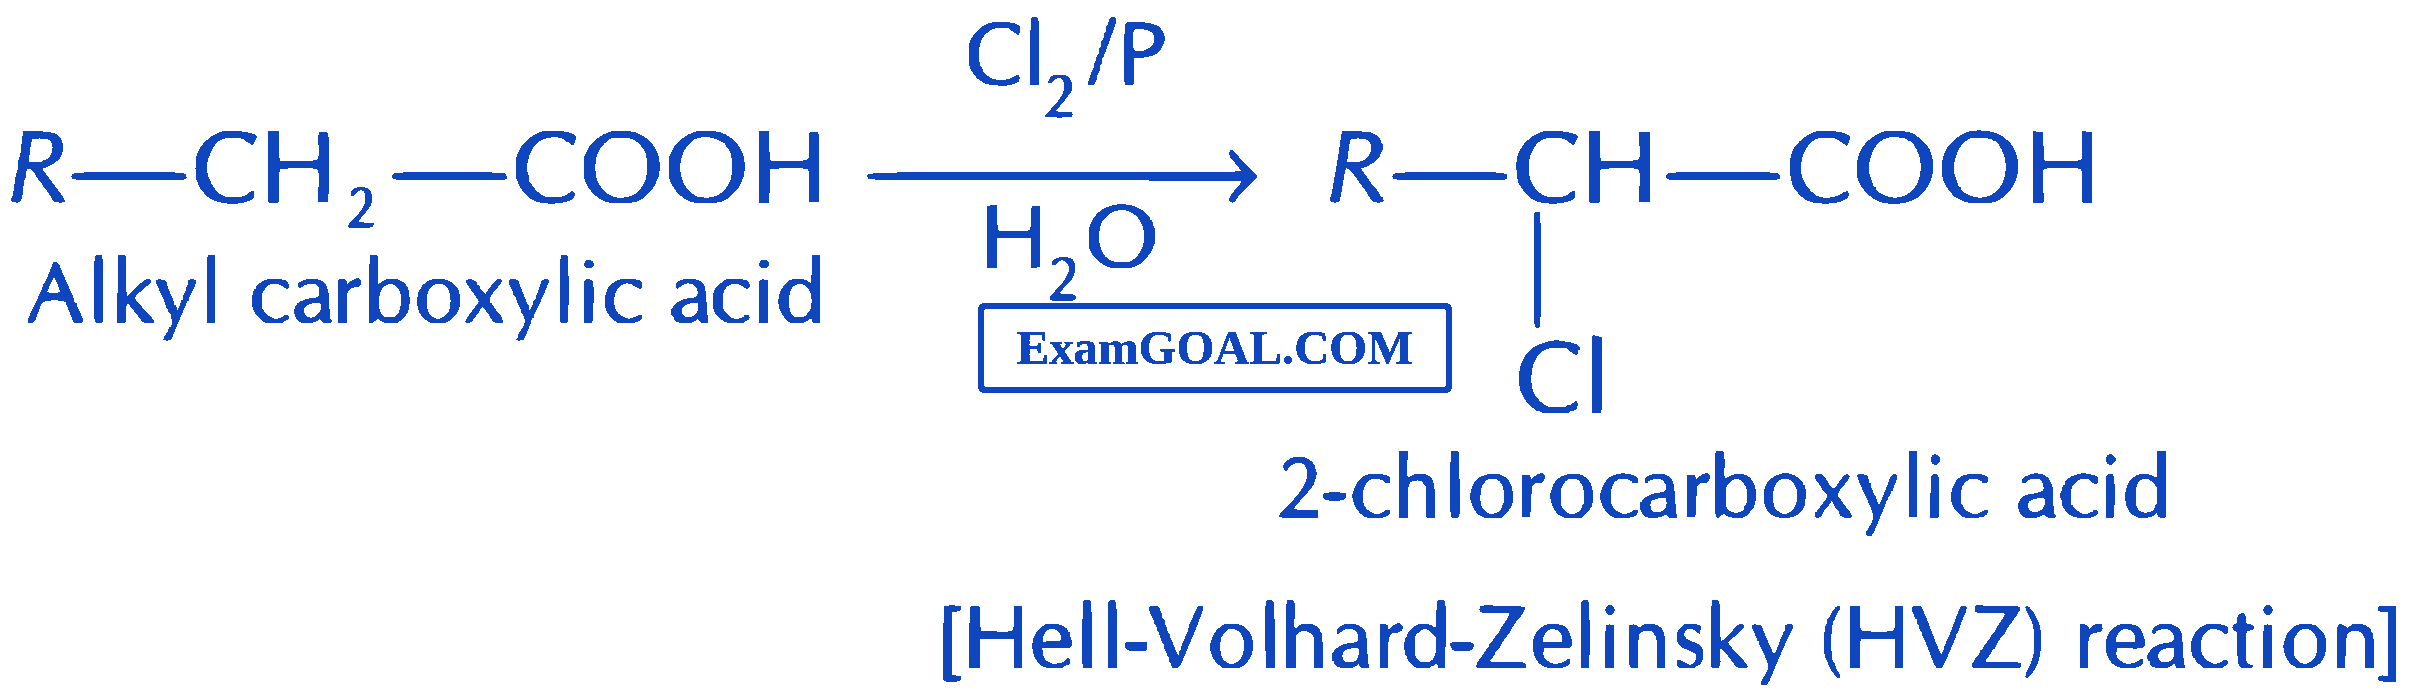 Cl₂/P
R—CH₂—COOH → R—CH—COOH
H₂O
Alkyl carboxylic acid
ExamGOAL.COM
Cl
2-chlorocarboxylic acid
[Hell-Volhard-Zelinsky (HVZ) reaction]